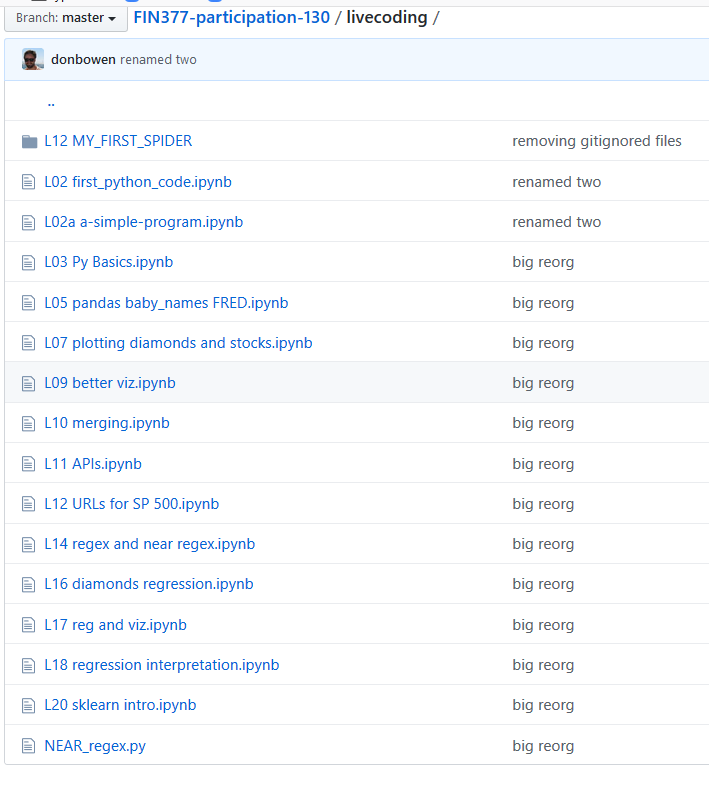 Branch: master FIN377-participation-130 / livecoding /
donbowen renamed two
..
L12 MY_FIRST_SPIDER removing gitignored files
L02 first_python_code.ipynb renamed two
L02a a-simple-program.ipynb renamed two
L03 Py Basics.ipynb big reorg
L05 pandas baby_names FRED.ipynb big reorg
L07 plotting diamonds and stocks.ipynb big reorg
L09 better viz.ipynb big reorg
L10 merging.ipynb big reorg
L11 APIs.ipynb big reorg
L12 URLs for SP 500.ipynb big reorg
L14 regex and near regex.ipynb big reorg
L16 diamonds regression.ipynb big reorg
L17 reg and viz.ipynb big reorg
L18 regression interpretation.ipynb big reorg
L20 sklearn intro.ipynb big reorg
NEAR_regex.py big reorg